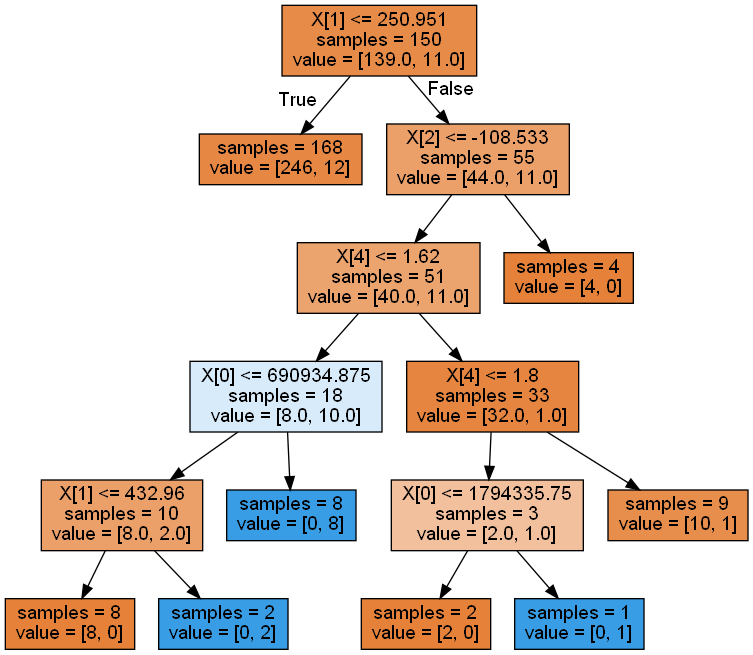 X[1] <= 250.951
samples = 150
value = [139.0, 11.0]
True
False
samples = 168
value = [246, 12]
X[2] <= -108.533
samples = 55
value = [44.0, 11.0]
X[4] <= 1.62
samples = 51
value = [40.0, 11.0]
samples = 4
value = [4, 0]
X[0] <= 690934.875
samples = 18
value = [8.0, 10.0]
X[4] <= 1.8
samples = 33
value = [32.0, 1.0]
X[1] <= 432.96
samples = 10
value = [8.0, 2.0]
samples = 8
value = [0, 8]
X[0] <= 1794335.75
samples = 3
value = [2.0, 1.0]
samples = 9
value = [10, 1]
samples = 8
value = [8, 0]
samples = 2
value = [0, 2]
samples = 2
value = [2, 0]
samples = 1
value = [0, 1]